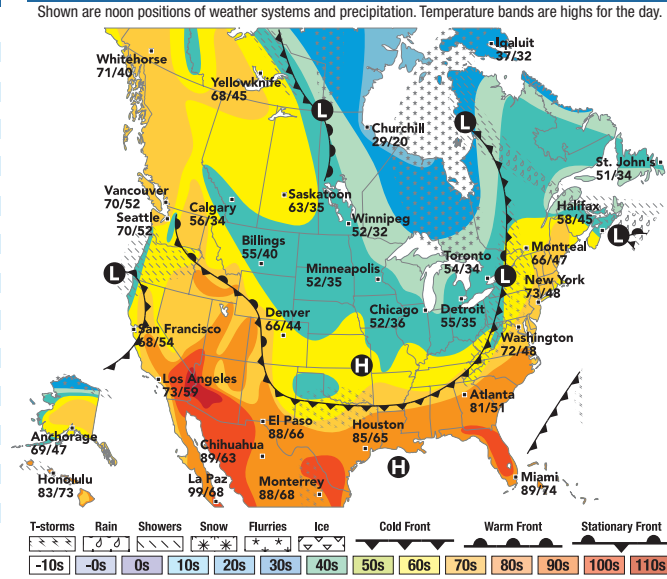 Shown are noon positions of weather systems and precipitation. Temperature bands are highs for the day.
Iqaluit
37/32
Whitehorse
71/40
Yellowknife
68/45
L
Churchill
29/20
L
St. John's
51/34
Vancouver
70/52
Seattle
70/52
Calgary
56/34
Saskatoon
63/35
Winnipeg
52/32
Halifax
58/45
L
Billings
55/40
Minneapolis
52/35
Toronto
54/34
Montreal
66/47
L
L
New York
73/48
Denver
66/44
Chicago
52/36
Detroit
55/35
San Francisco
68/54
Washington
72/48
H
Los Angeles
73/59
Atlanta
81/51
El Paso
88/66
Houston
85/65
Anchorage
69/47
Chihuahua
89/63
H
Honolulu
83/73
La Paz
99/68
Monterrey
88/68
Miami
89/74
T-storms Rain Showers Snow Flurries Ice Cold Front Warm Front Stationary Front
-10s -0s 0s 10s 20s 30s 40s 50s 60s 70s 80s 90s 100s 110s